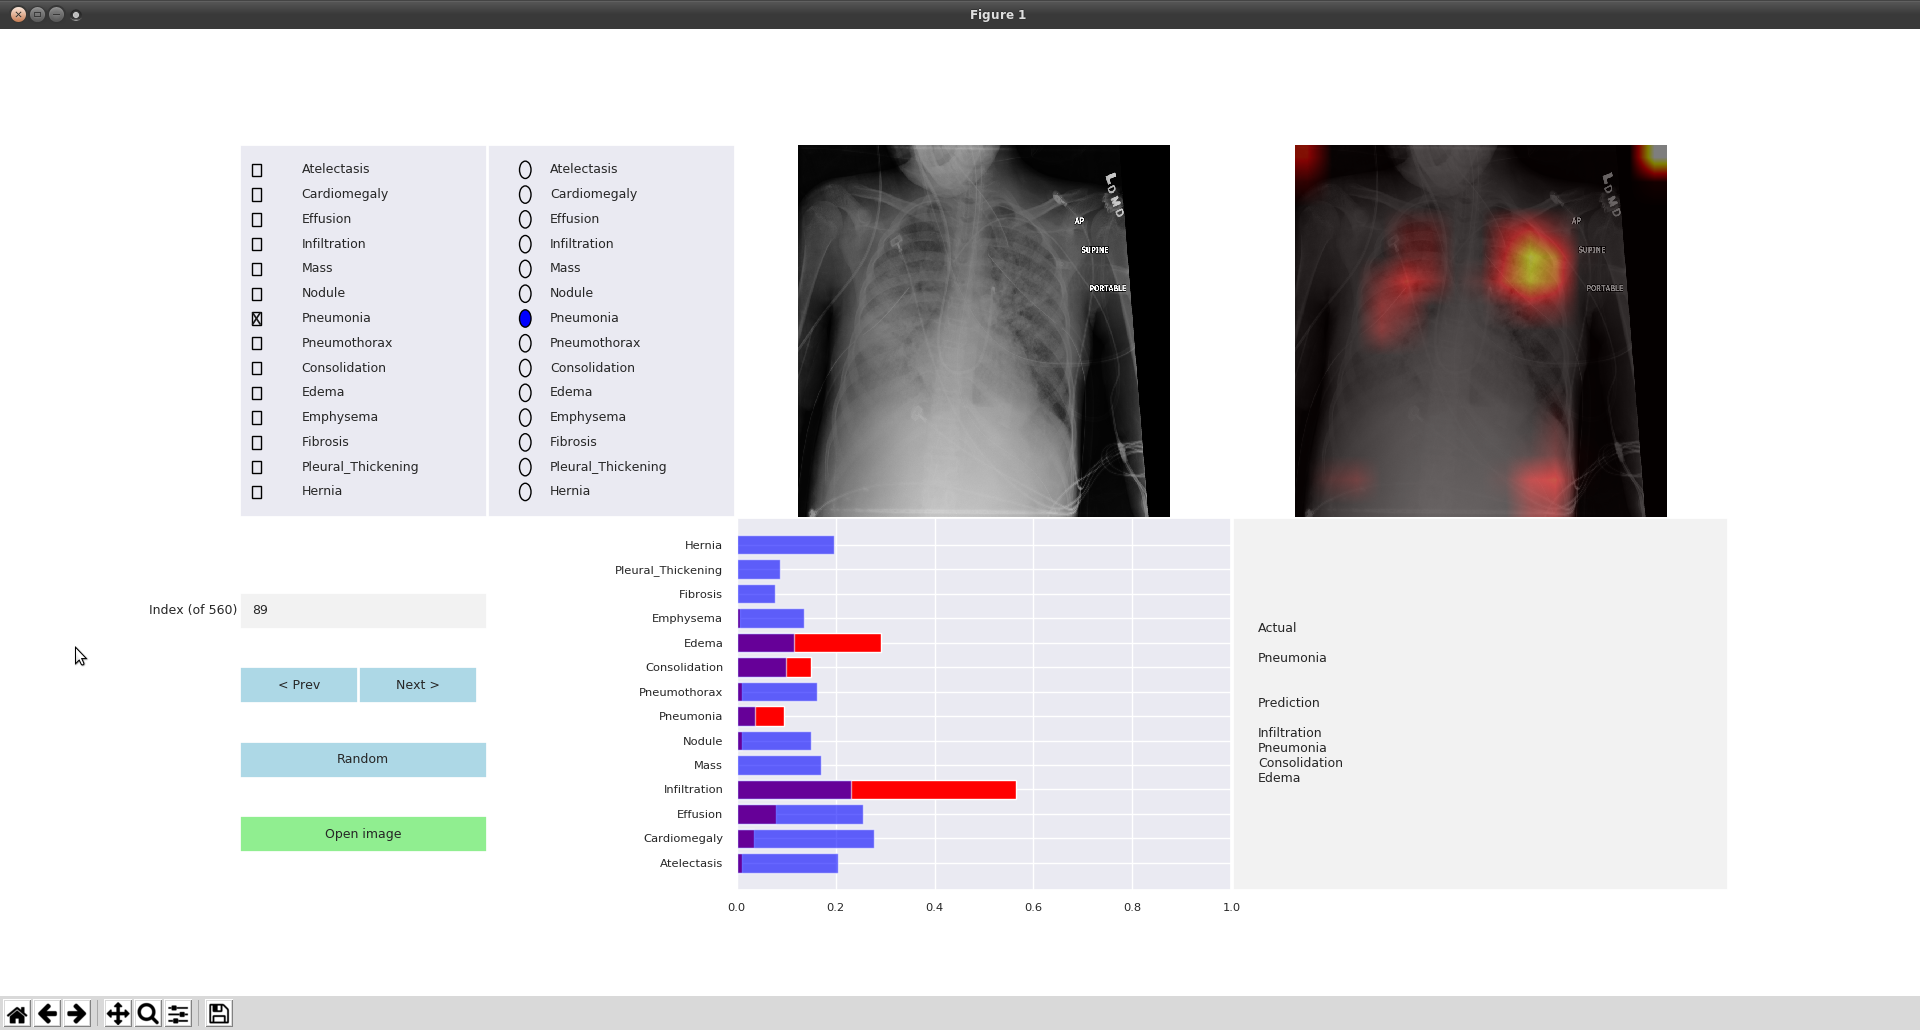 Figure 1
Atelectasis
Cardiomegaly
Effusion
Infiltration
Mass
Nodule
Pneumonia
Pneumothorax
Consolidation
Edema
Emphysema
Fibrosis
Pleural_Thickening
Hernia
Atelectasis
Cardiomegaly
Effusion
Infiltration
Mass
Nodule
Pneumonia
Pneumothorax
Consolidation
Edema
Emphysema
Fibrosis
Pleural_Thickening
Hernia
LDMD
AP
SUPINE
PORTABLE
LDMD
AP
SUPINE
PORTABLE
Index (of 560) 89
< Prev Next >
Random
Open image
Hernia
Pleural_Thickening
Fibrosis
Emphysema
Edema
Consolidation
Pneumothorax
Pneumonia
Nodule
Mass
Infiltration
Effusion
Cardiomegaly
Atelectasis
0.0 0.2 0.4 0.6 0.8 1.0
Actual
Pneumonia
Prediction
Infiltration
Pneumonia
Consolidation
Edema